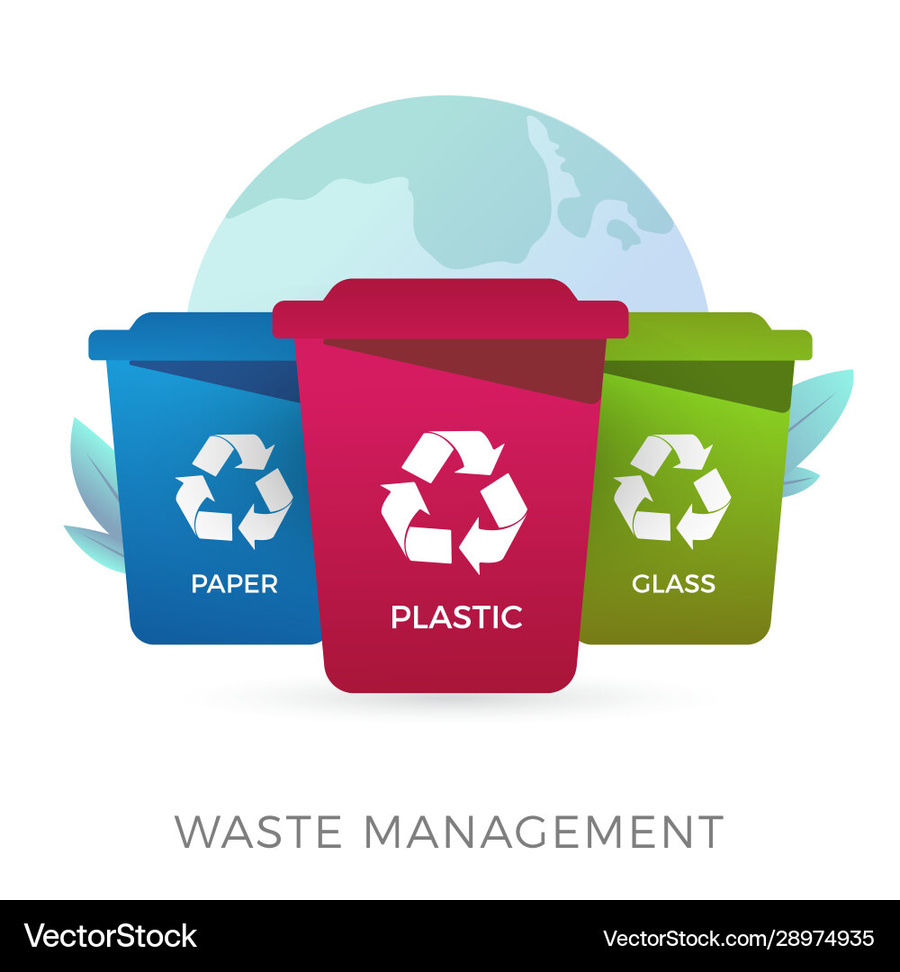 PAPER
PLASTIC
GLASS
WASTE MANAGEMENT
VectorStock
VectorStock.com/28974935